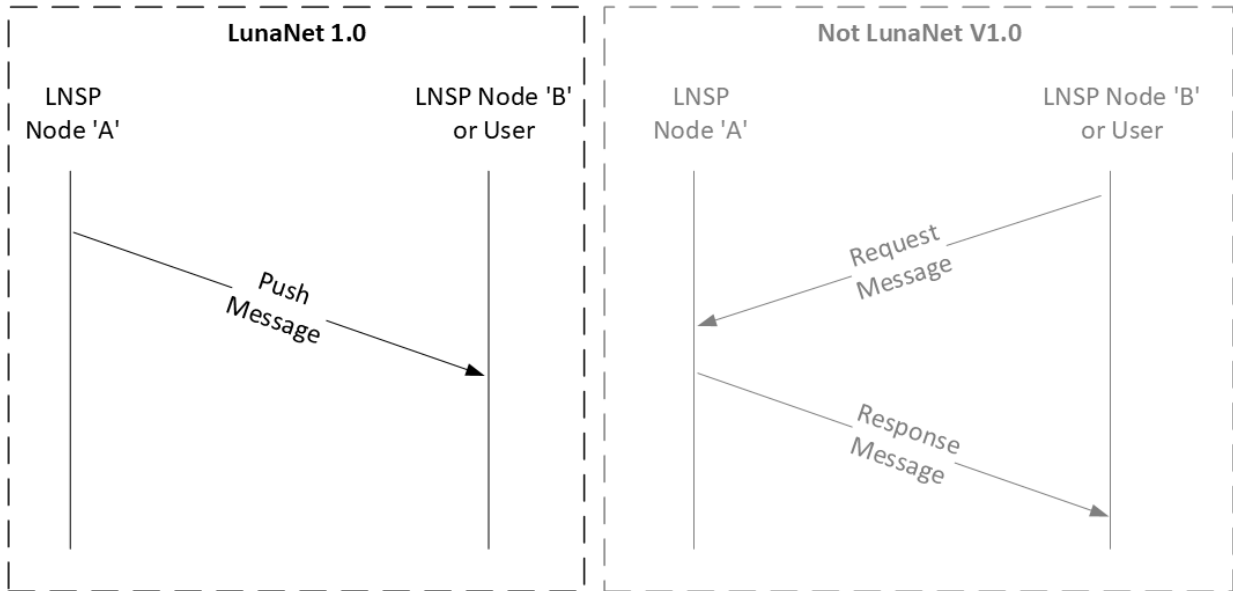 LunaNet 1.0
LNSP
Node 'A'
LNSP Node 'B'
or User
Push
Message
Not LunaNet V1.0
LNSP
Node 'A'
LNSP Node 'B'
or User
Request
Message
Response
Message